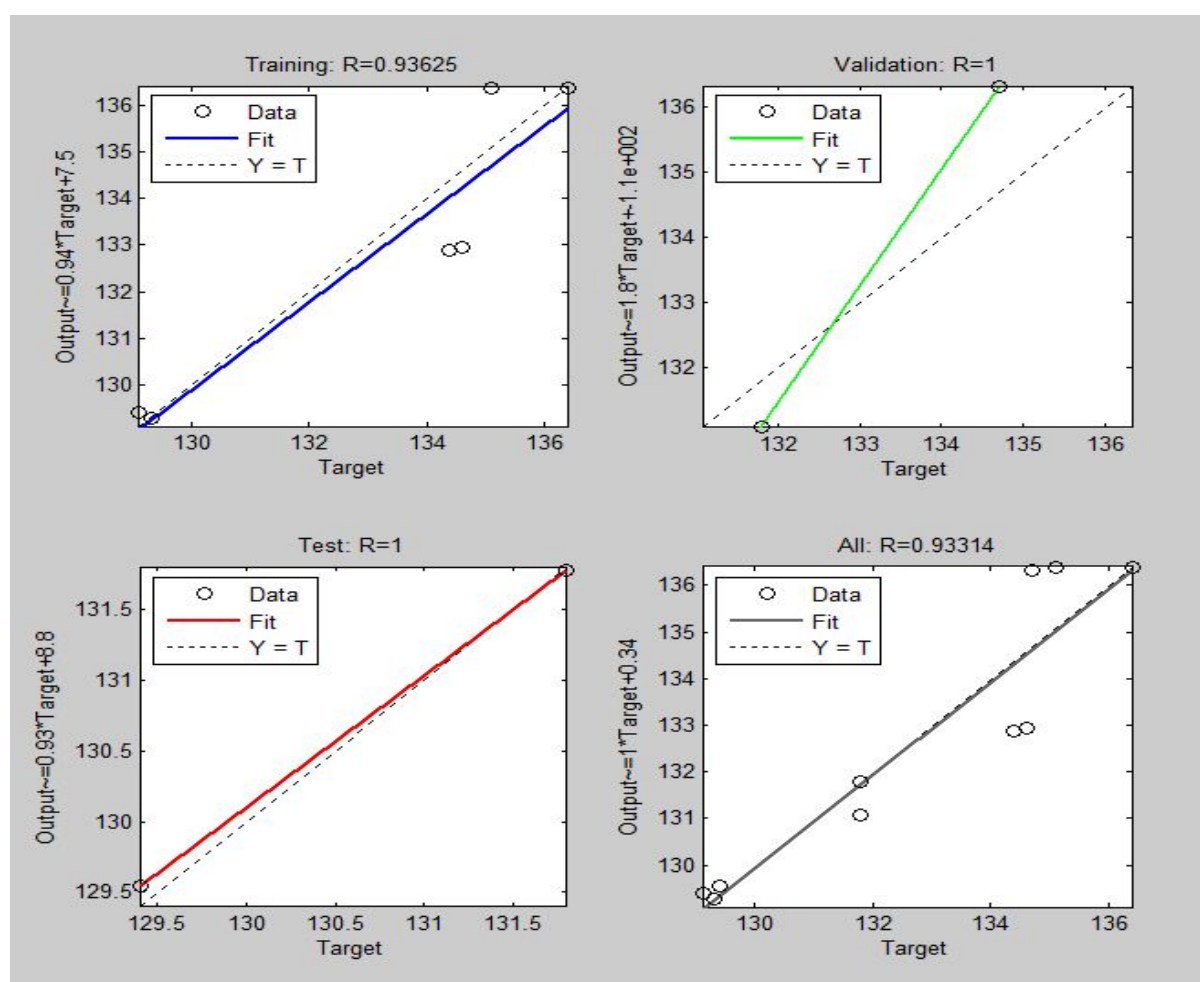 Training: R=0.93625
Output~=0.94*Target+7.5
136
135
134
133
132
131
130
Data
Fit
Y = T
130
132
134
136
Target
Validation: R=1
Output~=1.8*Target+-1.1e+002
136
135
134
133
132
Data
Fit
Y = T
132
133
134
135
136
Target
Test: R=1
Output~=0.93*Target+8.8
131.5
131
130.5
130
129.5
Data
Fit
Y = T
129.5
130
130.5
131
131.5
Target
All: R=0.93314
Output~=1*Target+0.34
136
135
134
133
132
131
130
Data
Fit
Y = T
130
132
134
136
Target